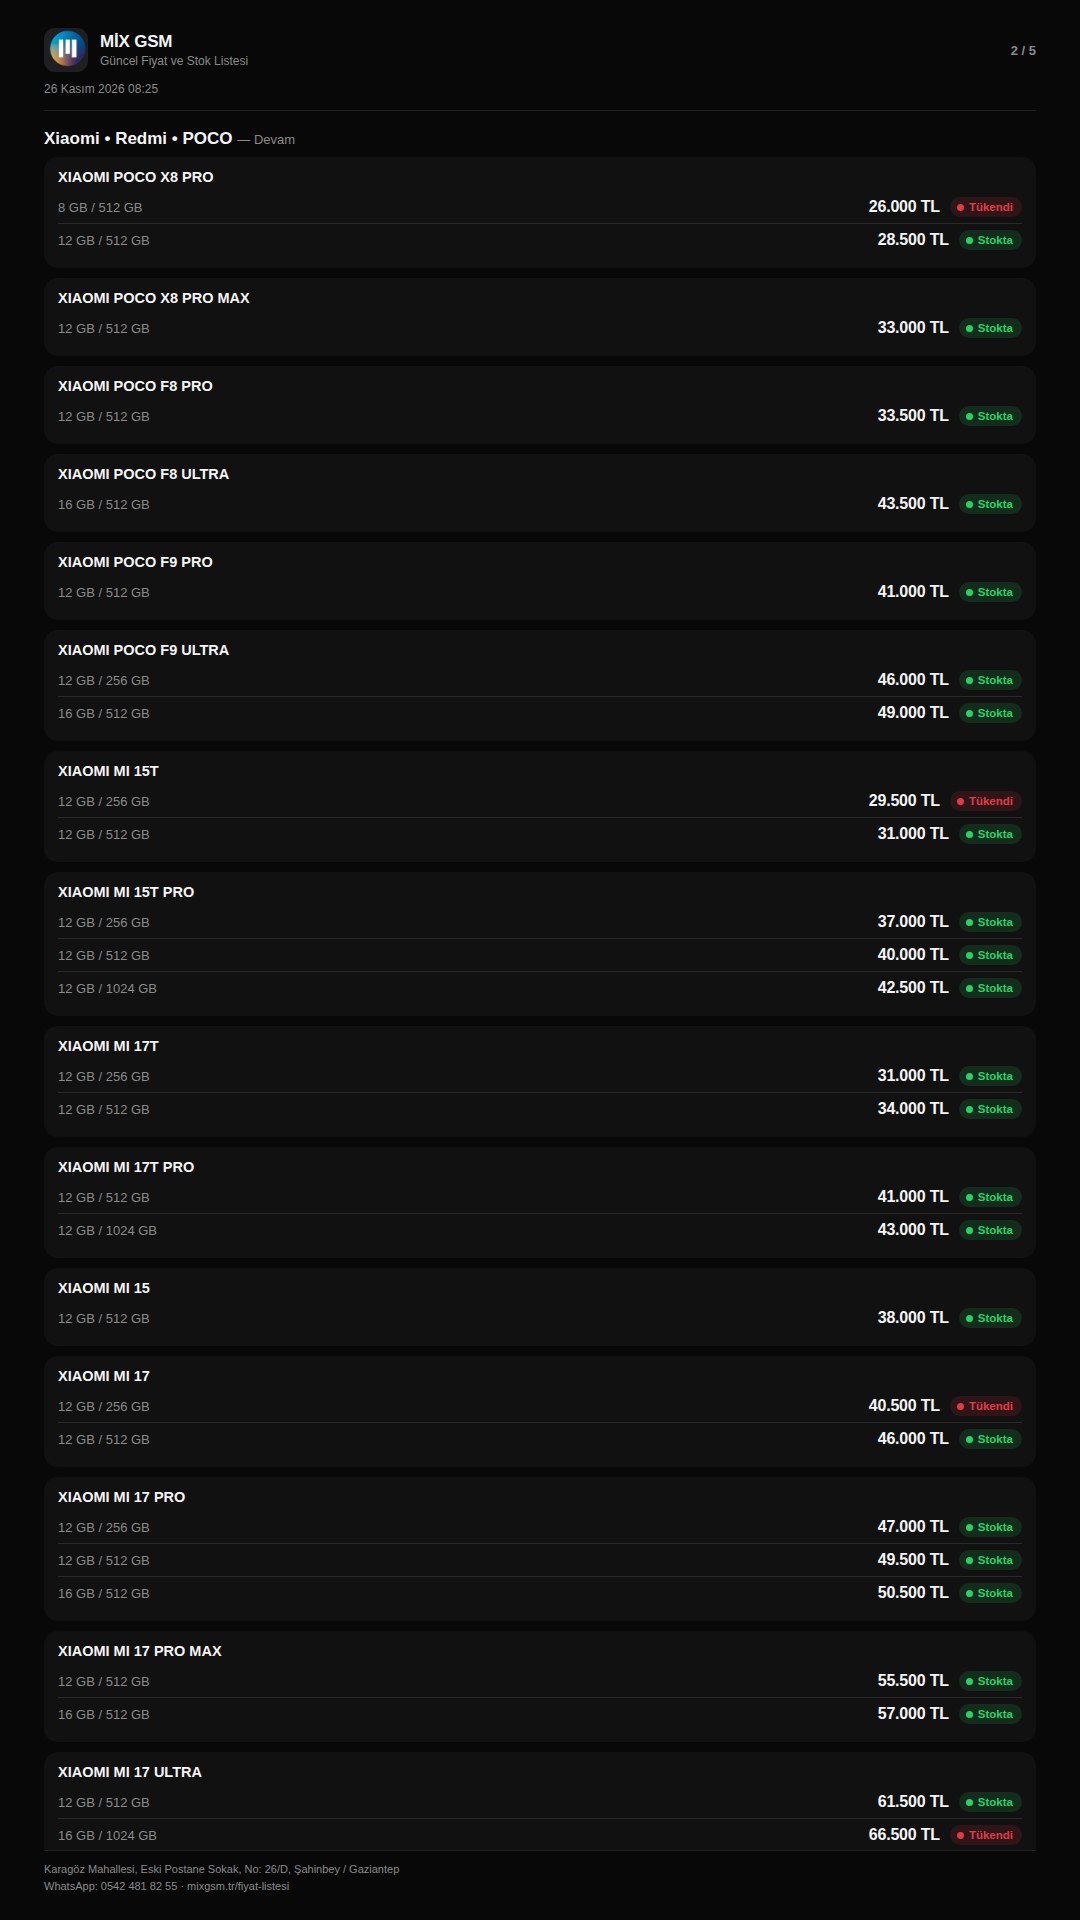 MİX GSM
Güncel Fiyat ve Stok Listesi
2 / 5
26 Kasım 2026 08:25
Xiaomi • Redmi • POCO — Devam
XIAOMI POCO X8 PRO
8 GB / 512 GB 26.000 TL Tükendi
12 GB / 512 GB 28.500 TL Stokta
XIAOMI POCO X8 PRO MAX
12 GB / 512 GB 33.000 TL Stokta
XIAOMI POCO F8 PRO
12 GB / 512 GB 33.500 TL Stokta
XIAOMI POCO F8 ULTRA
16 GB / 512 GB 43.500 TL Stokta
XIAOMI POCO F9 PRO
12 GB / 512 GB 41.000 TL Stokta
XIAOMI POCO F9 ULTRA
12 GB / 256 GB 46.000 TL Stokta
16 GB / 512 GB 49.000 TL Stokta
XIAOMI MI 15T
12 GB / 256 GB 29.500 TL Tükendi
12 GB / 512 GB 31.000 TL Stokta
XIAOMI MI 15T PRO
12 GB / 256 GB 37.000 TL Stokta
12 GB / 512 GB 40.000 TL Stokta
12 GB / 1024 GB 42.500 TL Stokta
XIAOMI MI 17T
12 GB / 256 GB 31.000 TL Stokta
12 GB / 512 GB 34.000 TL Stokta
XIAOMI MI 17T PRO
12 GB / 512 GB 41.000 TL Stokta
12 GB / 1024 GB 43.000 TL Stokta
XIAOMI MI 15
12 GB / 512 GB 38.000 TL Stokta
XIAOMI MI 17
12 GB / 256 GB 40.500 TL Tükendi
12 GB / 512 GB 46.000 TL Stokta
XIAOMI MI 17 PRO
12 GB / 256 GB 47.000 TL Stokta
12 GB / 512 GB 49.500 TL Stokta
16 GB / 512 GB 50.500 TL Stokta
XIAOMI MI 17 PRO MAX
12 GB / 512 GB 55.500 TL Stokta
16 GB / 512 GB 57.000 TL Stokta
XIAOMI MI 17 ULTRA
12 GB / 512 GB 61.500 TL Stokta
16 GB / 1024 GB 66.500 TL Tükendi
Karagöz Mahallesi, Eski Postane Sokak, No: 26/D, Şahinbey / Gaziantep
WhatsApp: 0542 481 82 55 · mixgsm.tr/fiyat-listesi